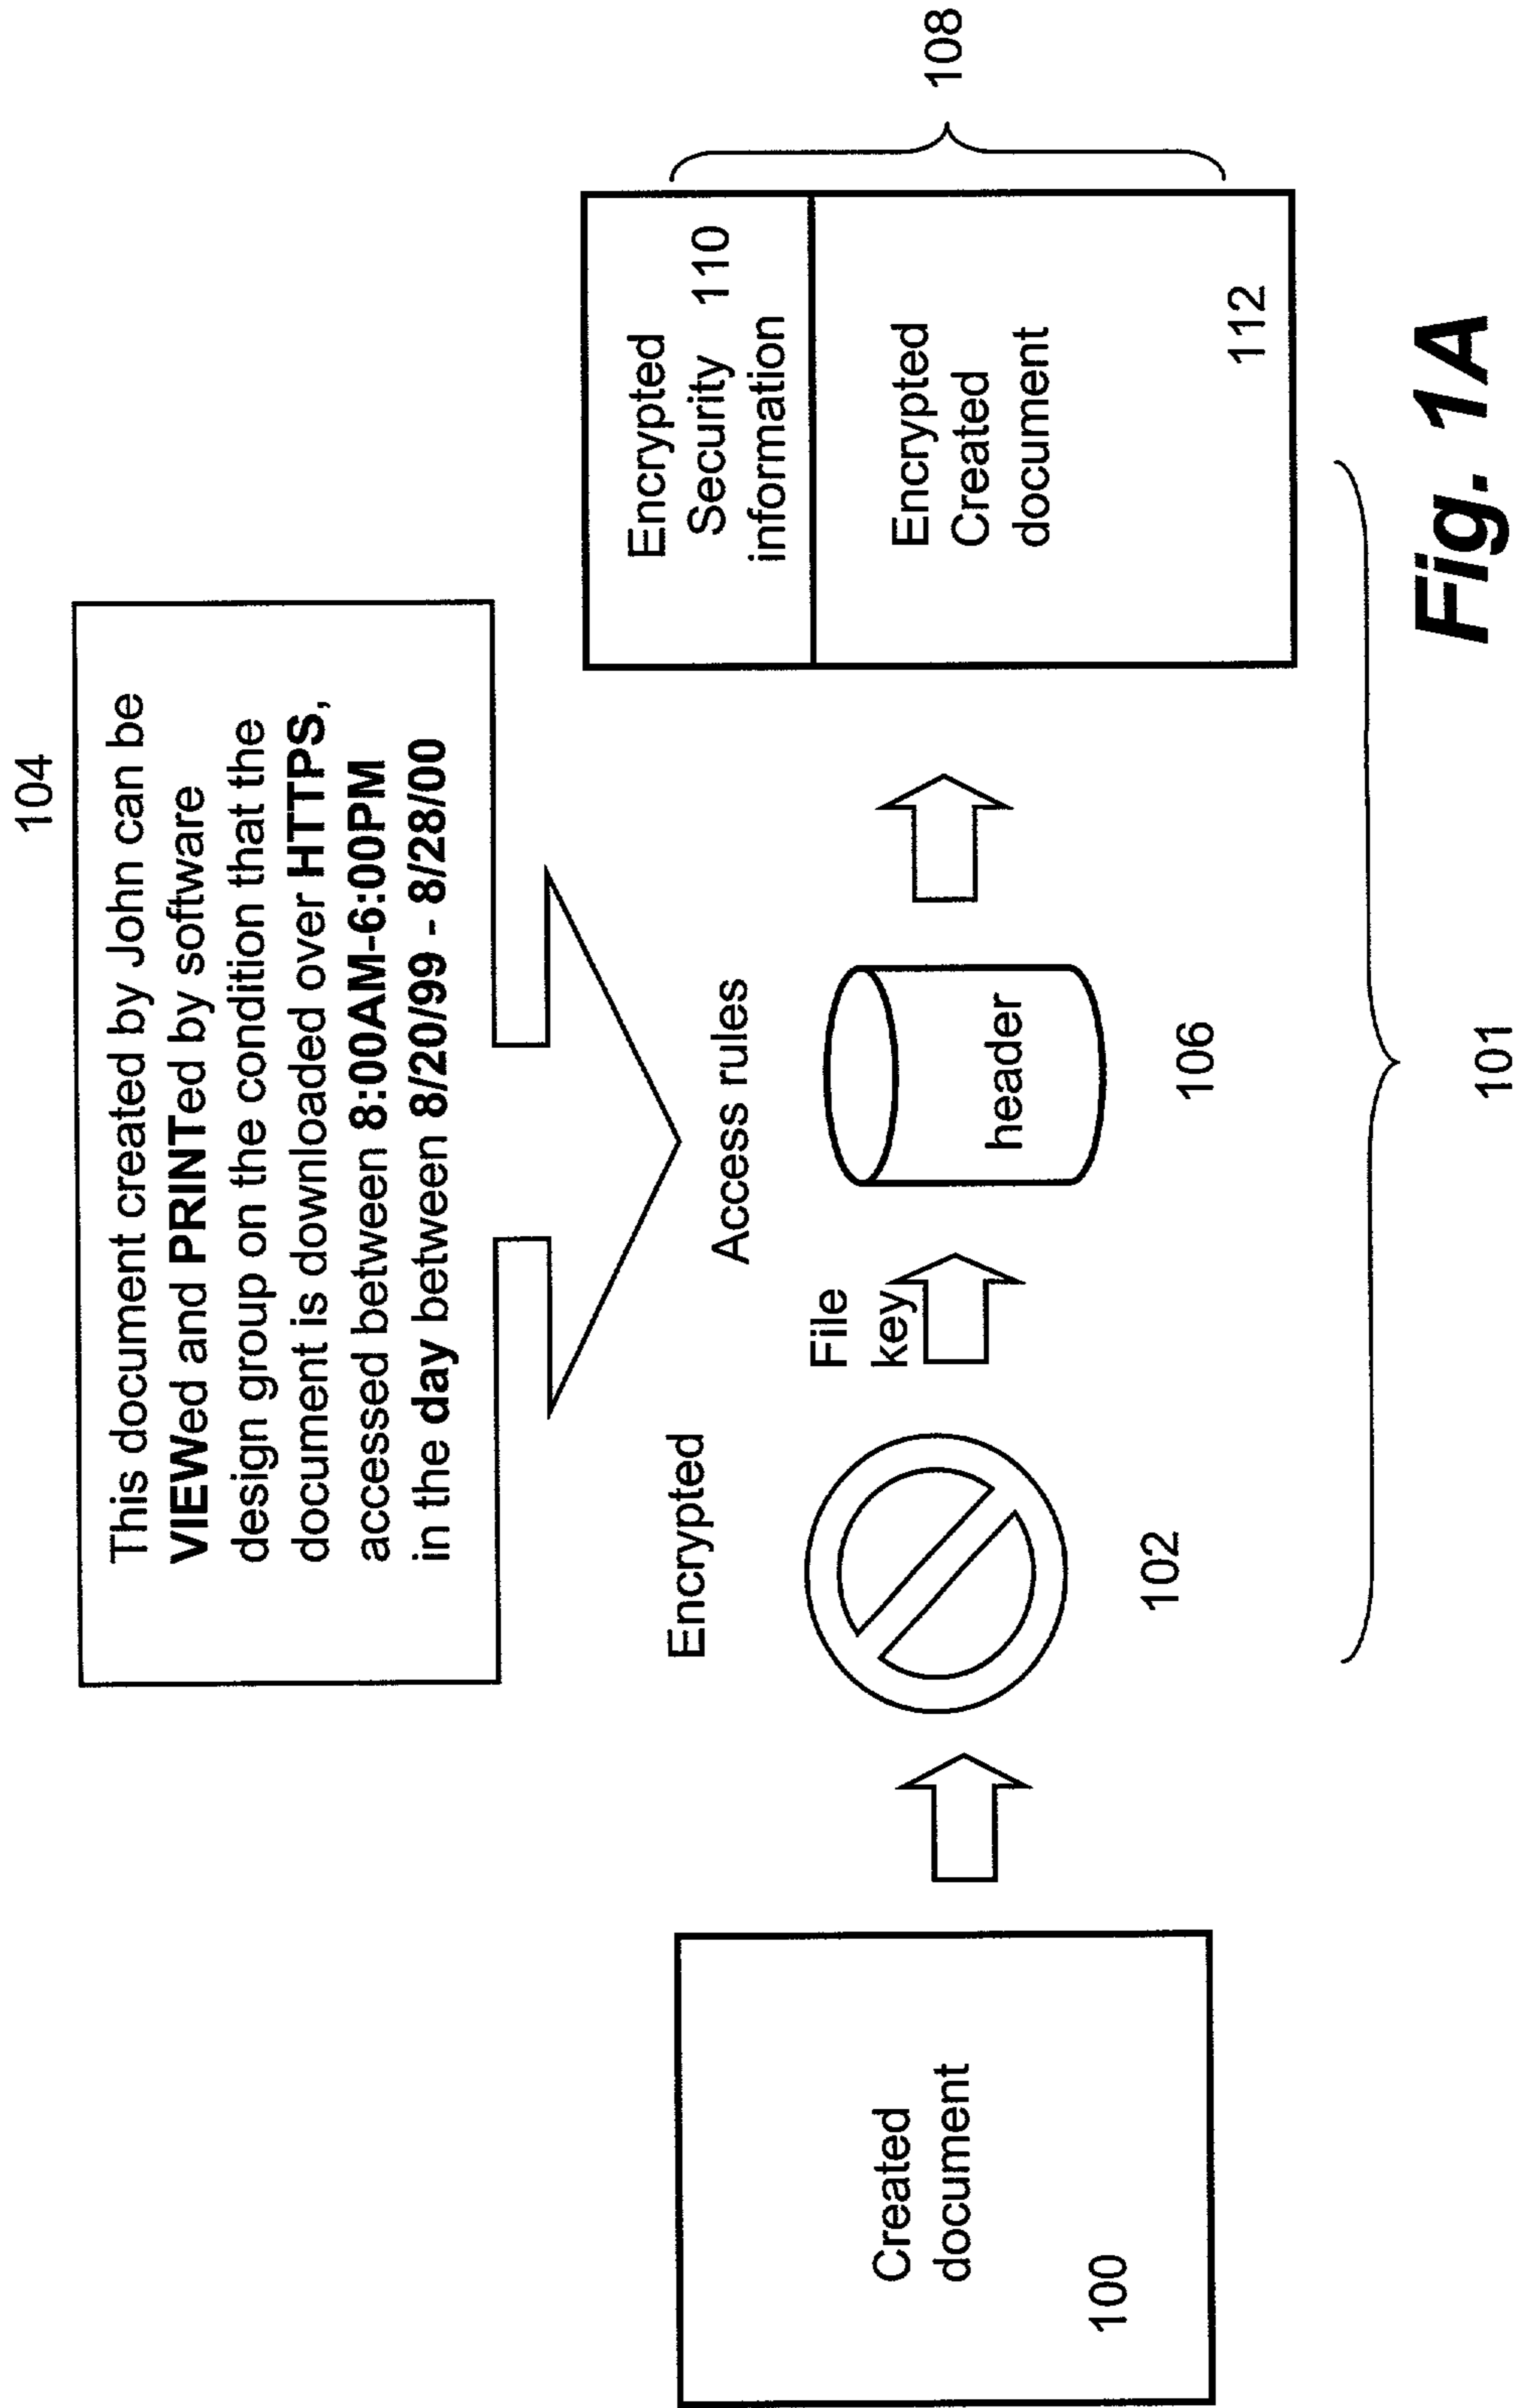 104
This document created by John can be
VIEWed and PRINTed by software
design group on the condition that the
document is downloaded over HTTPS,
accessed between 8:00AM-6:00PM
in the day between 8/20/99 - 8/28/00
Encrypted
Access rules
File
key
header
102
106
Created
document
100
Encrypted
Security 110
information
Encrypted
Created
document
112
108
101
Fig. 1A